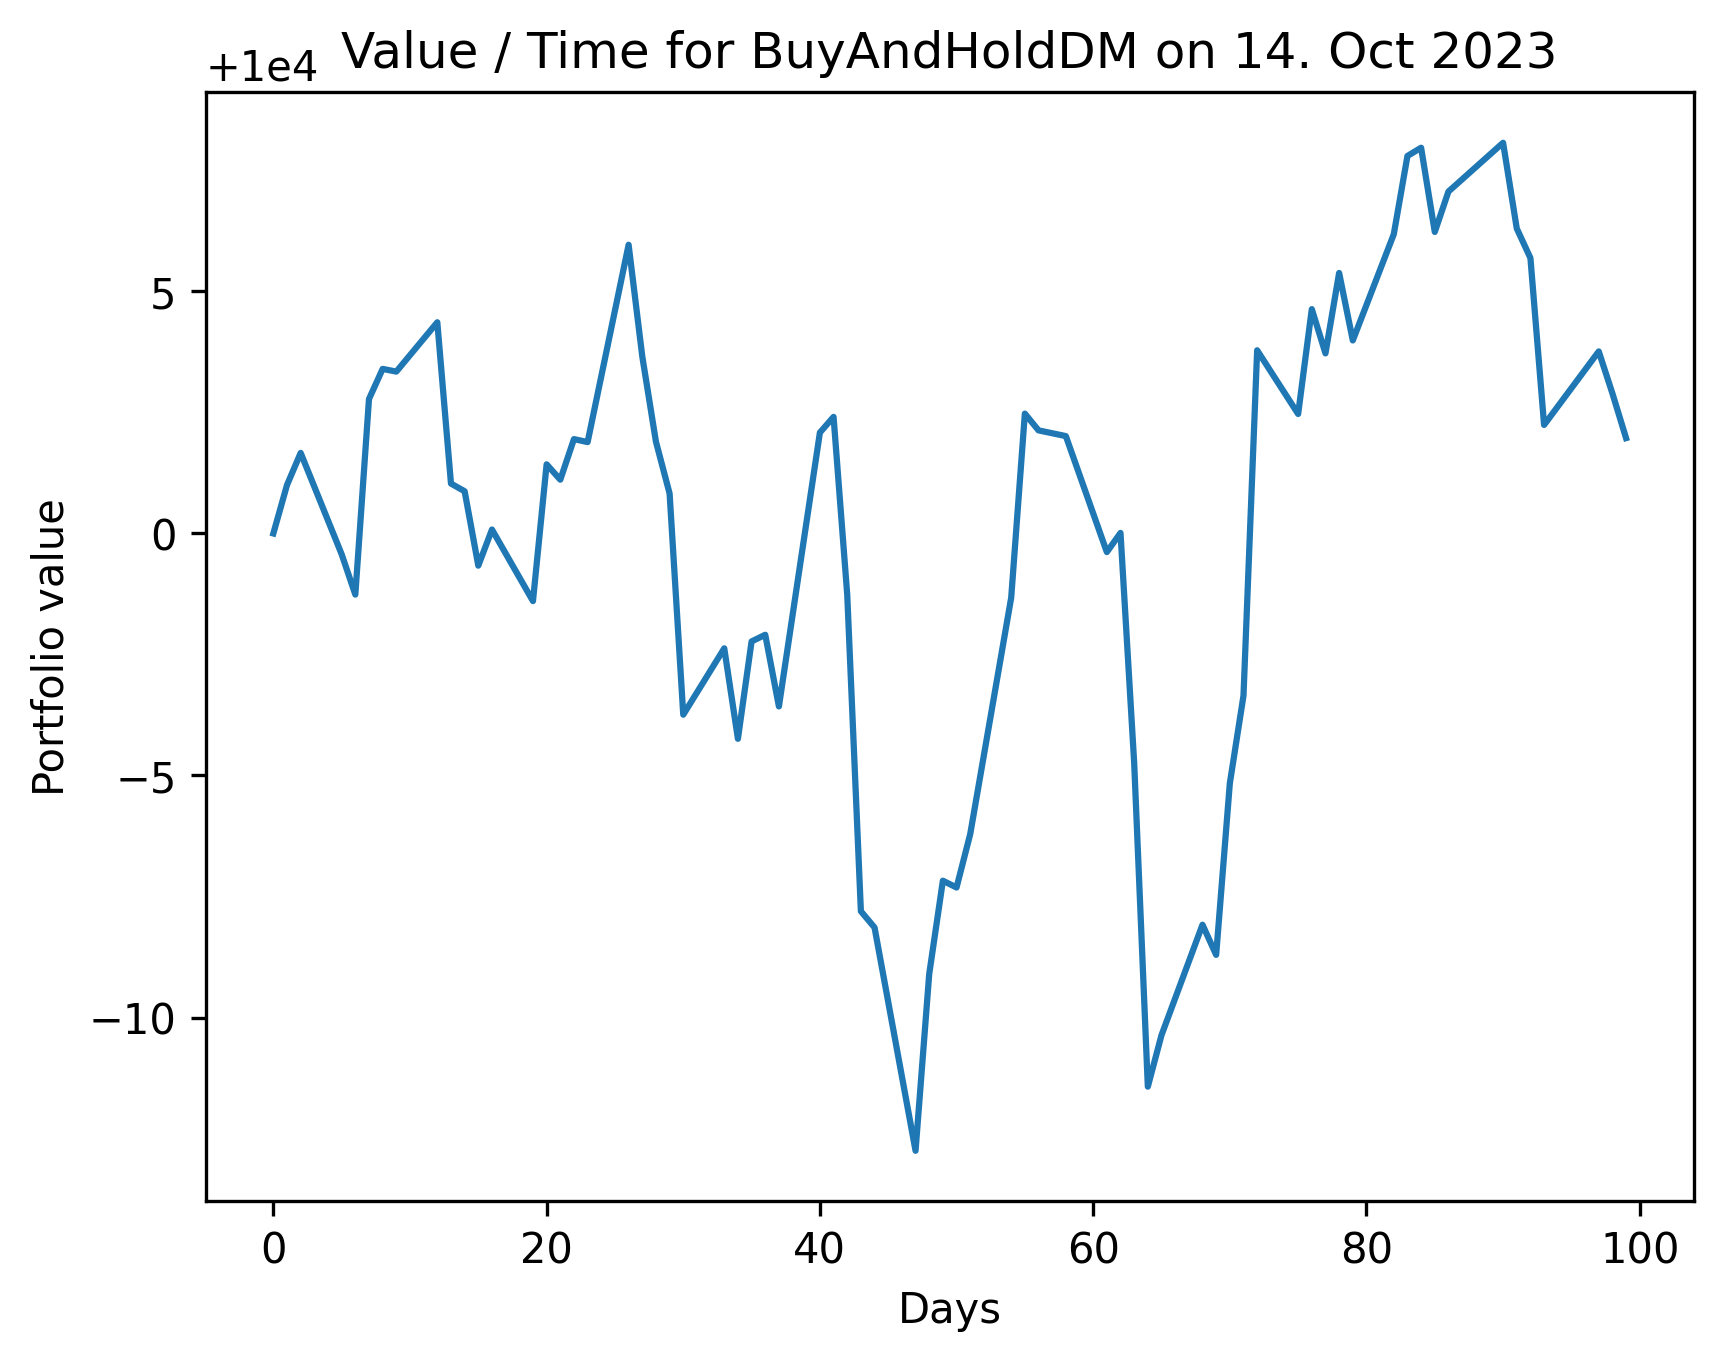 Value / Time for BuyAndHoldDM on 14. Oct 2023
+1e4
5
0
−5
−10
Portfolio value
0 20 40 60 80 100
Days